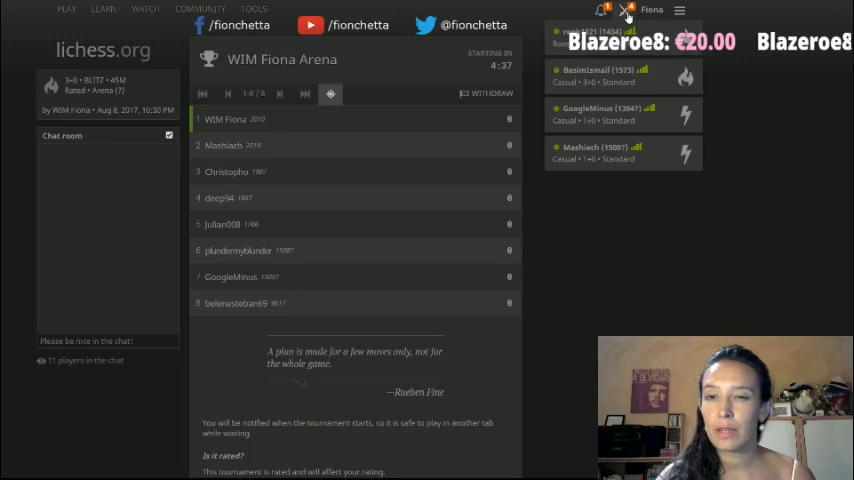 PLAY LEARN WATCH COMMUNITY TOOLS
/fionchetta /fionchetta @fionchetta
1 4 Fiona
lichess.org
3+0 • BLITZ • 45M
Rated • Arena (?)
by WIM Fiona • Aug 8, 2017, 10:30 PM
Chat room
Please be nice in the chat!
11 players in the chat
WIM Fiona Arena
STARTING IN
4:37
1-8 / 8
WITHDRAW
1 WIM Fiona 2010 0
2 Mashiach 2010 0
3 Christopho 1907 0
4 deep94 1867 0
5 Julian008 1706 0
6 plundermyblunder 1508? 0
7 GoogleMinus 1500? 0
8 belenesteban69 961? 0
A plan is made for a few moves only, not for
the whole game.
—Rueben Fine
You will be notified when the tournament starts, so it is safe to play in another tab
while waiting.
Is it rated?
This tournament is rated and will affect your rating.
(1434)
Blazeroe8: €20.00 Blazeroe8
BasimIsmail (1573)
Casual • 3+0 • Standard
GoogleMinus (1394?)
Casual • 1+0 • Standard
Mashiach (1500?)
Casual • 1+0 • Standard